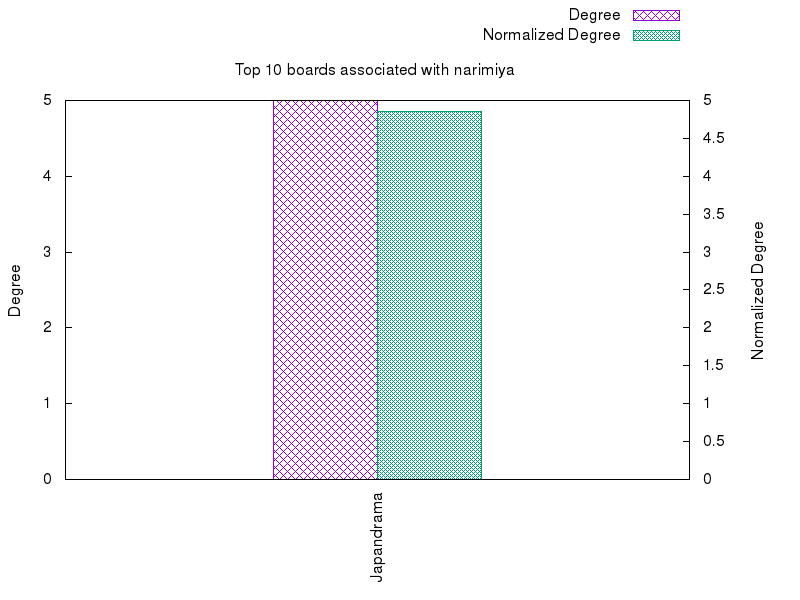 Degree
Normalized Degree
Top 10 boards associated with narimiya
5
4
3
2
1
0
Degree
5
4.5
4
3.5
3
2.5
2
1.5
1
0.5
0
Normalized Degree
Japandrama